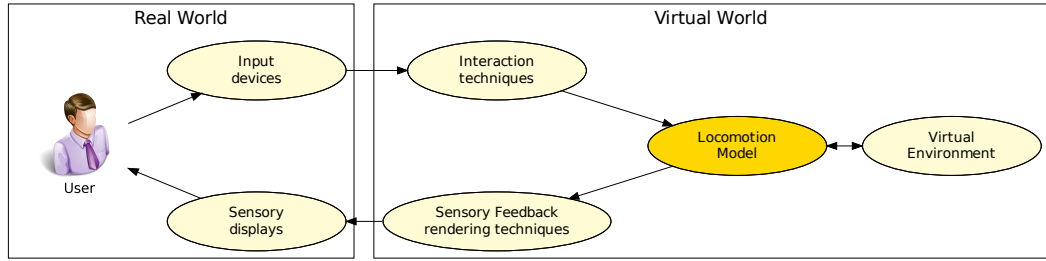 Real World
Virtual World
Input
devices
Interaction
techniques
Locomotion
Model
Virtual
Environment
User
Sensory
displays
Sensory Feedback
rendering techniques